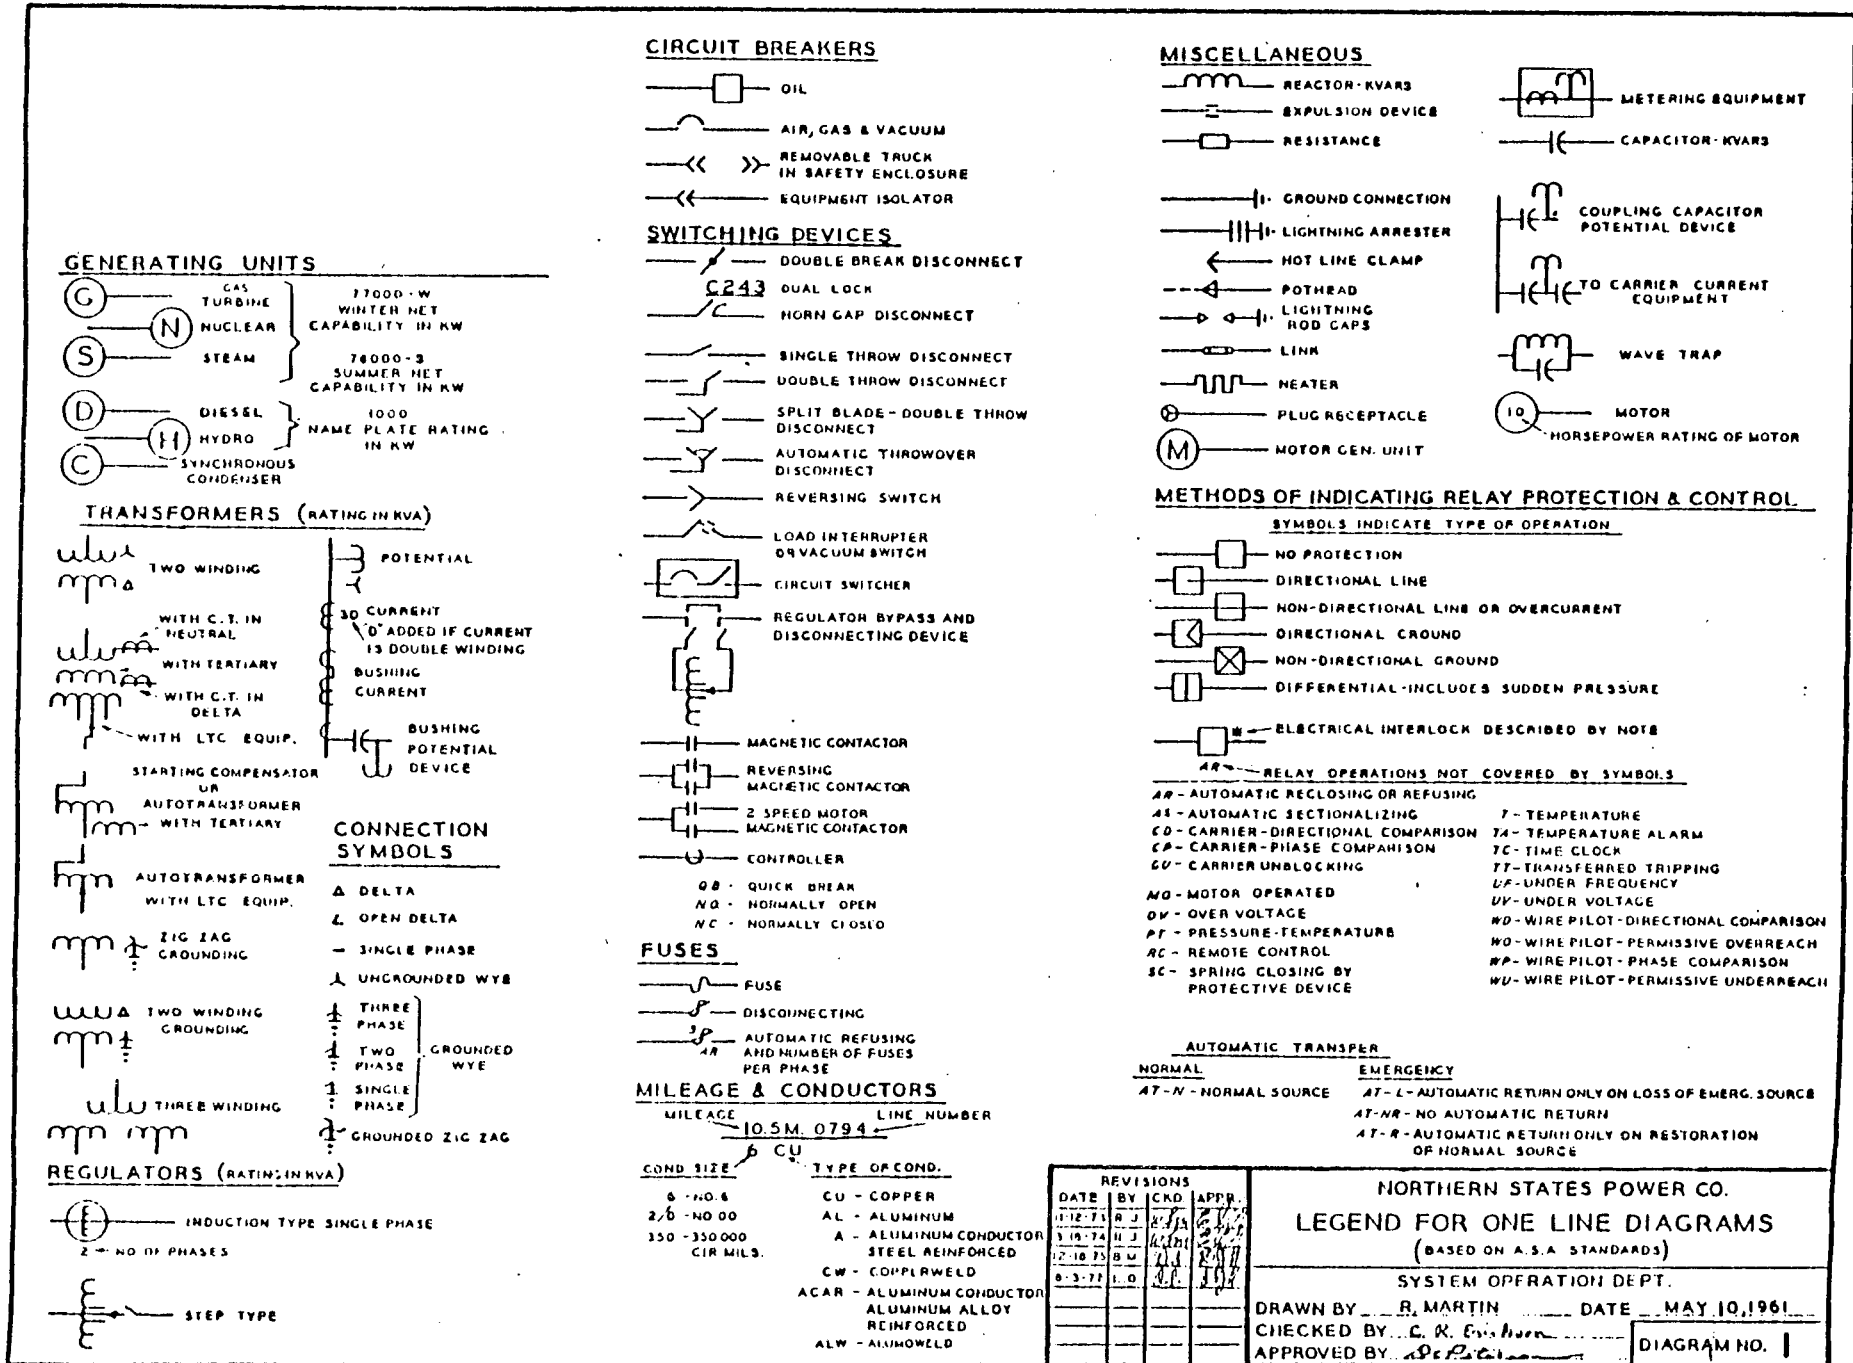 GENERATING UNITS
G
GAS
TURBINE
N
NUCLEAR
S
STEAM
77000-W
WINTER NET
CAPABILITY IN KW
76000-S
SUMMER NET
CAPABILITY IN KW
D
DIESEL
H
HYDRO
1000
NAME PLATE RATING
IN KW
C
SYNCHRONOUS
CONDENSER
TRANSFORMERS (RATING IN KVA)
TWO WINDING
WITH C.T. IN
NEUTRAL
WITH TERTIARY
WITH C.T. IN
DELTA
WITH LTC EQUIP.
STARTING COMPENSATOR
OR
AUTOTRANSFORMER
WITH TERTIARY
AUTOTRANSFORMER
WITH LTC EQUIP.
ZIG ZAG
GROUNDING
TWO WINDING
GROUNDING
THREE WINDING
POTENTIAL
3D CURRENT
"D" ADDED IF CURRENT
IS DOUBLE WINDING
BUSHING
CURRENT
BUSHING
POTENTIAL
DEVICE
CONNECTION
SYMBOLS
Δ DELTA
OPEN DELTA
SINGLE PHASE
UNGROUNDED WYE
THREE
PHASE
TWO
PHASE
SINGLE
PHASE
GROUNDED
WYE
GROUNDED ZIG ZAG
REGULATORS (RATING IN KVA)
INDUCTION TYPE SINGLE PHASE
2 NO OF PHASES
STEP TYPE
CIRCUIT BREAKERS
OIL
AIR, GAS & VACUUM
REMOVABLE TRUCK
IN SAFETY ENCLOSURE
EQUIPMENT ISOLATOR
SWITCHING DEVICES
DOUBLE BREAK DISCONNECT
C243 DUAL LOCK
HORN GAP DISCONNECT
SINGLE THROW DISCONNECT
DOUBLE THROW DISCONNECT
SPLIT BLADE - DOUBLE THROW
DISCONNECT
AUTOMATIC THROWOVER
DISCONNECT
REVERSING SWITCH
LOAD INTERRUPTER
OR VACUUM SWITCH
CIRCUIT SWITCHER
REGULATOR BYPASS AND
DISCONNECTING DEVICE
MAGNETIC CONTACTOR
REVERSING
MAGNETIC CONTACTOR
2 SPEED MOTOR
MAGNETIC CONTACTOR
CONTROLLER
QB - QUICK BREAK
NO - NORMALLY OPEN
NC - NORMALLY CLOSED
FUSES
FUSE
DISCONNECTING
3
AR
AUTOMATIC REFUSING
AND NUMBER OF FUSES
PER PHASE
MILEAGE & CONDUCTORS
MILEAGE LINE NUMBER
10.5M. 0794
6 CU
COND SIZE TYPE OF COND.
6 - NO. 6
2/0 - NO 00
350 - 350 000
CIR MILS.
CU - COPPER
AL - ALUMINUM
A - ALUMINUM CONDUCTOR
STEEL REINFORCED
CW - COPPERWELD
ACAR - ALUMINUM CONDUCTOR
ALUMINUM ALLOY
REINFORCED
ALW - ALUMOWELD
MISCELLANEOUS
REACTOR - KVARS
EXPULSION DEVICE
RESISTANCE
GROUND CONNECTION
LIGHTNING ARRESTER
HOT LINE CLAMP
POTHEAD
LIGHTNING
ROD GAPS
LINK
HEATER
PLUG RECEPTACLE
M
MOTOR GEN. UNIT
METERING EQUIPMENT
CAPACITOR - KVARS
COUPLING CAPACITOR
POTENTIAL DEVICE
TO CARRIER CURRENT
EQUIPMENT
WAVE TRAP
10
MOTOR
HORSEPOWER RATING OF MOTOR
METHODS OF INDICATING RELAY PROTECTION & CONTROL
SYMBOLS INDICATE TYPE OF OPERATION
NO PROTECTION
DIRECTIONAL LINE
NON-DIRECTIONAL LINE OR OVERCURRENT
DIRECTIONAL GROUND
NON-DIRECTIONAL GROUND
DIFFERENTIAL-INCLUDES SUDDEN PRESSURE
* ELECTRICAL INTERLOCK DESCRIBED BY NOTE
AR RELAY OPERATIONS NOT COVERED BY SYMBOLS
AR - AUTOMATIC RECLOSING OR REFUSING
AS - AUTOMATIC SECTIONALIZING
CD - CARRIER-DIRECTIONAL COMPARISON
CP - CARRIER-PHASE COMPARISON
CU - CARRIER UNBLOCKING
MO - MOTOR OPERATED
OV - OVER VOLTAGE
PT - PRESSURE-TEMPERATURE
RC - REMOTE CONTROL
SC - SPRING CLOSING BY
PROTECTIVE DEVICE
T - TEMPERATURE
TA - TEMPERATURE ALARM
TC - TIME CLOCK
TT - TRANSFERRED TRIPPING
UF - UNDER FREQUENCY
UV - UNDER VOLTAGE
WD - WIRE PILOT - DIRECTIONAL COMPARISON
WO - WIRE PILOT - PERMISSIVE OVERREACH
WP - WIRE PILOT - PHASE COMPARISON
WU - WIRE PILOT - PERMISSIVE UNDERREACH
AUTOMATIC TRANSFER
NORMAL
AT-N - NORMAL SOURCE
EMERGENCY
AT-L - AUTOMATIC RETURN ONLY ON LOSS OF EMERG. SOURCE
AT-NR - NO AUTOMATIC RETURN
AT-R - AUTOMATIC RETURN ONLY ON RESTORATION
OF NORMAL SOURCE
REVISIONS
DATE BY CKD. APPR.
11-12-73 R J
3-19-74 R J
12-18-75 B M
8-3-77
NORTHERN STATES POWER CO.
LEGEND FOR ONE LINE DIAGRAMS
(BASED ON A.S.A STANDARDS)
SYSTEM OPERATION DEPT.
DRAWN BY R. MARTIN DATE MAY 10, 1961
CHECKED BY C. R.
APPROVED BY
DIAGRAM NO. 1